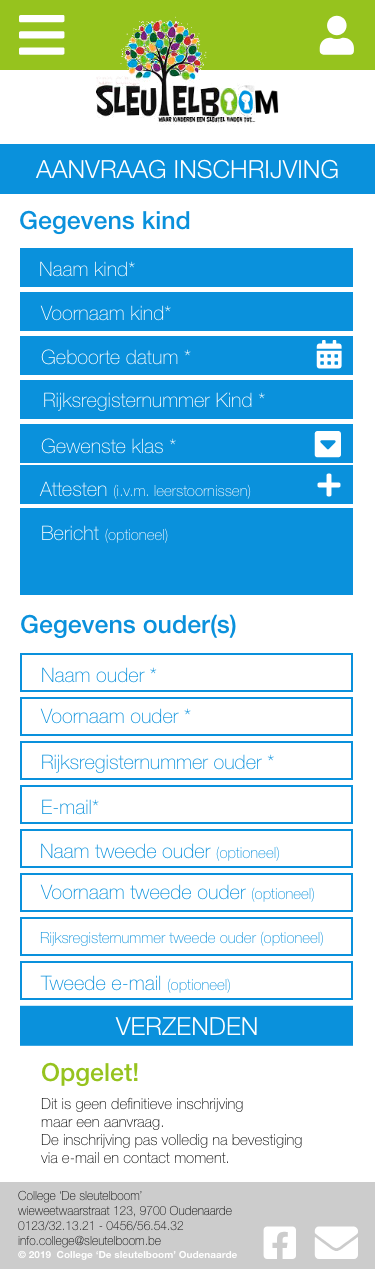 SLEUTELBOOM
WAAR KINDEREN EEN SLEUTEL VINDEN TOT...
AANVRAAG INSCHRIJVING
Gegevens kind
Naam kind*
Voornaam kind*
Geboorte datum *
Rijksregisternummer Kind *
Gewenste klas *
Attesten (i.v.m. leerstoornissen)
Bericht (optioneel)
Gegevens ouder(s)
Naam ouder *
Voornaam ouder *
Rijksregisternummer ouder *
E-mail*
Naam tweede ouder (optioneel)
Voornaam tweede ouder (optioneel)
Rijksregisternummer tweede ouder (optioneel)
Tweede e-mail (optioneel)
VERZENDEN
Opgelet!
Dit is geen definitieve inschrijving
maar een aanvraag.
De inschrijving pas volledig na bevestiging
via e-mail en contact moment.
College ‘De sleutelboom’
wieweetwaarstraat 123, 9700 Oudenaarde
0123/32.13.21 - 0456/56.54.32
info.college@sleutelboom.be
© 2019 College ‘De sleutelboom’ Oudenaarde